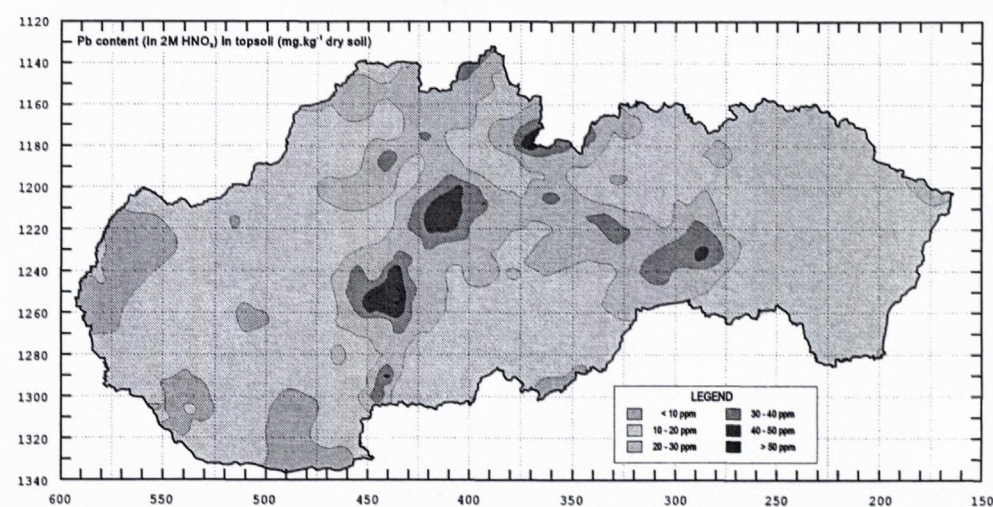 1120
Pb content (in 2M HNO₃) in topsoil (mg.kg⁻¹ dry soil)
1140
1160
1180
1200
1220
1240
1260
1280
1300
1320
1340
LEGEND
< 10 ppm 30 - 40 ppm
10 - 20 ppm 40 - 50 ppm
20 - 30 ppm > 50 ppm
600 550 500 450 400 350 300 250 200 150